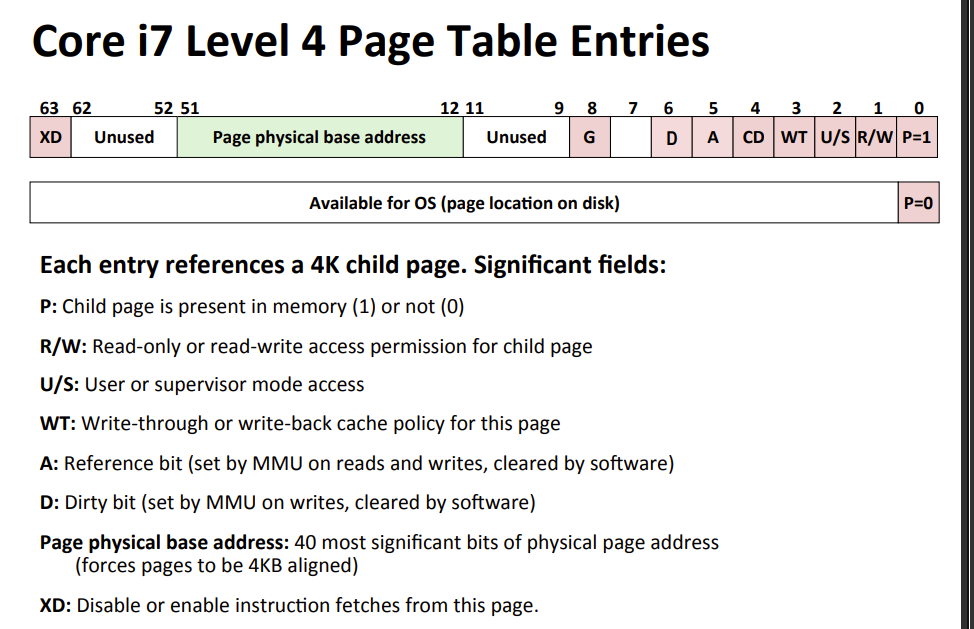 Core i7 Level 4 Page Table Entries
63 62 52 51 12 11 9 8 7 6 5 4 3 2 1 0
XD Unused Page physical base address Unused G D A CD WT U/S R/W P=1
Available for OS (page location on disk) P=0
Each entry references a 4K child page. Significant fields:
P: Child page is present in memory (1) or not (0)
R/W: Read-only or read-write access permission for child page
U/S: User or supervisor mode access
WT: Write-through or write-back cache policy for this page
A: Reference bit (set by MMU on reads and writes, cleared by software)
D: Dirty bit (set by MMU on writes, cleared by software)
Page physical base address: 40 most significant bits of physical page address
(forces pages to be 4KB aligned)
XD: Disable or enable instruction fetches from this page.